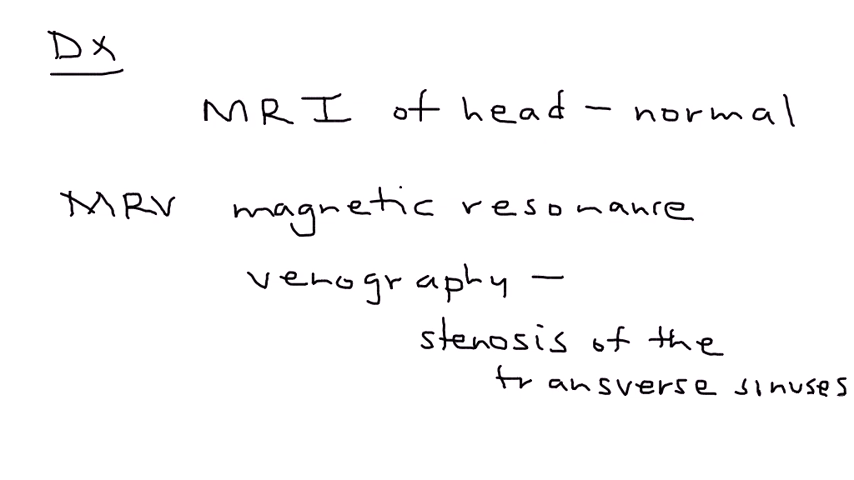 DX
MRI of head - normal
MRV magnetic resonance
venography -
stenosis of the
transverse sinuses